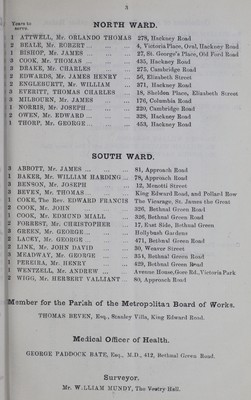 3
Years to serve. NORTH WARD.
1 ATTWELL, Mr. ORLANDO THOMAS 278, Hackney Road
2 BEALE, Mr. ROBERT ... ... ... 4, Victoria Place, Oval, Hackney Road
1 BISHOP, Mr. JAMES ... ... ... 27, St. George's Place, Old Ford Road
3 COOK, Mr. THOMAS ... ... ... 435, Hackney Road
3 DRAKE, Mr. CHARLES ... ... 275, Cambridge Road
2 EDWARDS, Mr. JAMES HENRY ... 56, Elizabeth Street
1 ENGLEBURTT, Mr. WILLIAM ... 371, Hackney Road
3 EVERITT, Mr. THOMAS CHARLES ... 18, Shelden Place, Elizabeth Street
3 MILBOURN, Mr. JAMES ... ... 176, Columbia Road
1 NORRIS, Mr. JOSEPH ... ... ... 220, Cambridge Road
2 OWEN, Mr. EDWARD ... ... ... 328, Hackney Road
1 THORP, Mr. GEORGE ... ... ... 453, Hackney Road
SOUTH WARD.
3 ABBOTT, Mr. JAMES ... ... ... 81, Approach Road
1 BAKER, Mr. WILLIAM HARDING ... 78, Approach Road
3 BENSON, Mr. JOSEPH ... ... 12, Menotti Street
3 BEVEN, Mr. THOMAS ... ... ... King Edward Road, and Pollard Row
1 COKE, The Rev. EDWARD FRANCIS The Vicarage, St. James the Great
2 COOK, Mr. JOHN ... ... ... 326, Bethnal Green Road
1 COOK, Mr. EDMUND MIALL ... 326, Bethnal Green Road
2 FORREST, Mr. CHRISTOPHER ... 17, East Side, Bethnal Green
3 GREEN, Mr. GEORGE ... ... ... Hollybush Gardens
2 LACEY, Mr. GEORGE ... ... ... 471, Bethnal Green Road
2 LINK, Mr. JOHN DAVID ... ... 30, Weaver Street
3 MEADWAY, Mr. GEORGE ... ... 354, Bethnal Green Road
1 PEREIRA, Mr. HENRY ... ... 429, Bethnal Green Road
1 WENTZELL, Mr. ANDREW ... ... Avenue House, Gore Rd., Victoria Park
2 WIGG, Mr. HERBERT VALLIANT ... 80, Approach Road
Member for the Parish of the Metropolitan Board of Works.
THOMAS BEVEN, Esq., Stanley Villa, King Edward Road.
Medical Officer of Health.
GEORGE PADDOCK BATE, Esq., M.D., 412, Bethnal Green Road.
Surveyor.
Mr. WILLIAM MUNDY, The Vestry Hall.